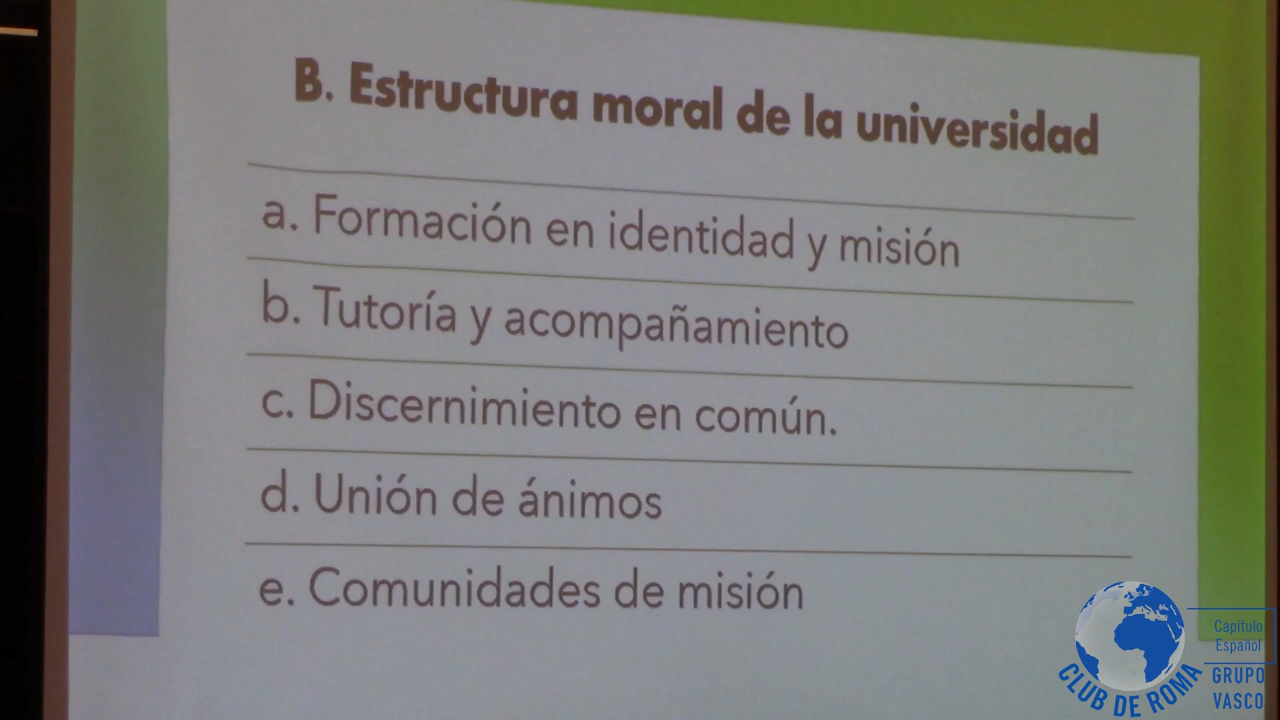 B. Estructura moral de la universidad
a. Formación en identidad y misión
b. Tutoría y acompañamiento
c. Discernimiento en común.
d. Unión de ánimos
e. Comunidades de misión
Capítulo
Español
GRUPO
VASCO
CLUB DE ROMA